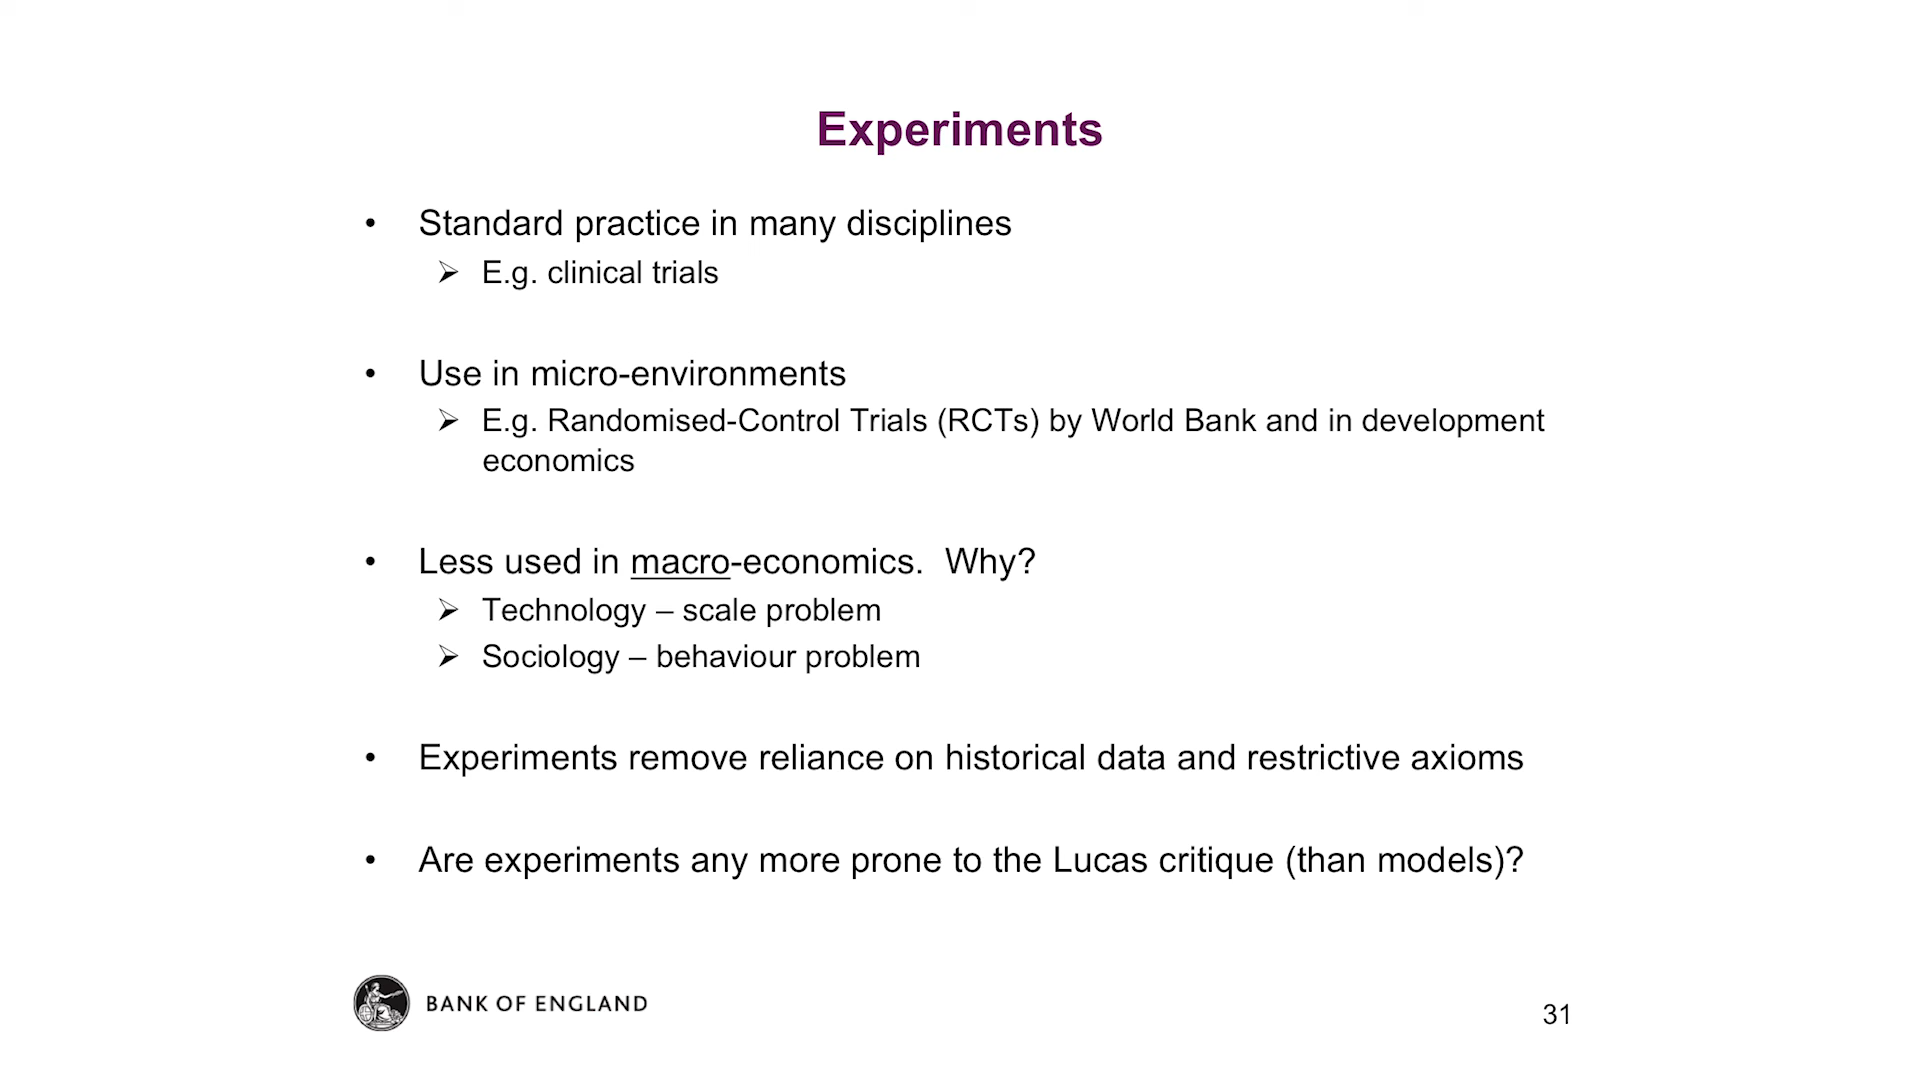 Experiments
• Standard practice in many disciplines
➢ E.g. clinical trials
• Use in micro-environments
➢ E.g. Randomised-Control Trials (RCTs) by World Bank and in development
economics
• Less used in macro-economics.  Why?
➢ Technology – scale problem
➢ Sociology – behaviour problem
• Experiments remove reliance on historical data and restrictive axioms
• Are experiments any more prone to the Lucas critique (than models)?
BANK OF ENGLAND
31